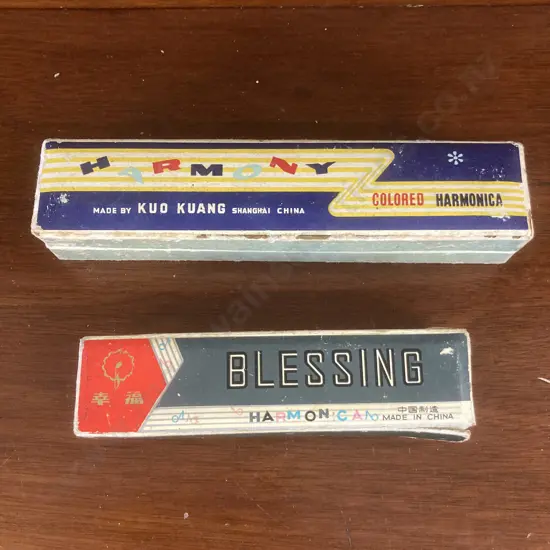 HARMONY
COLORED HARMONICA
MADE BY KUO KUANG SHANGHAI CHINA
BLESSING
幸福
HARMONICA
中国制造
MADE IN CHINA